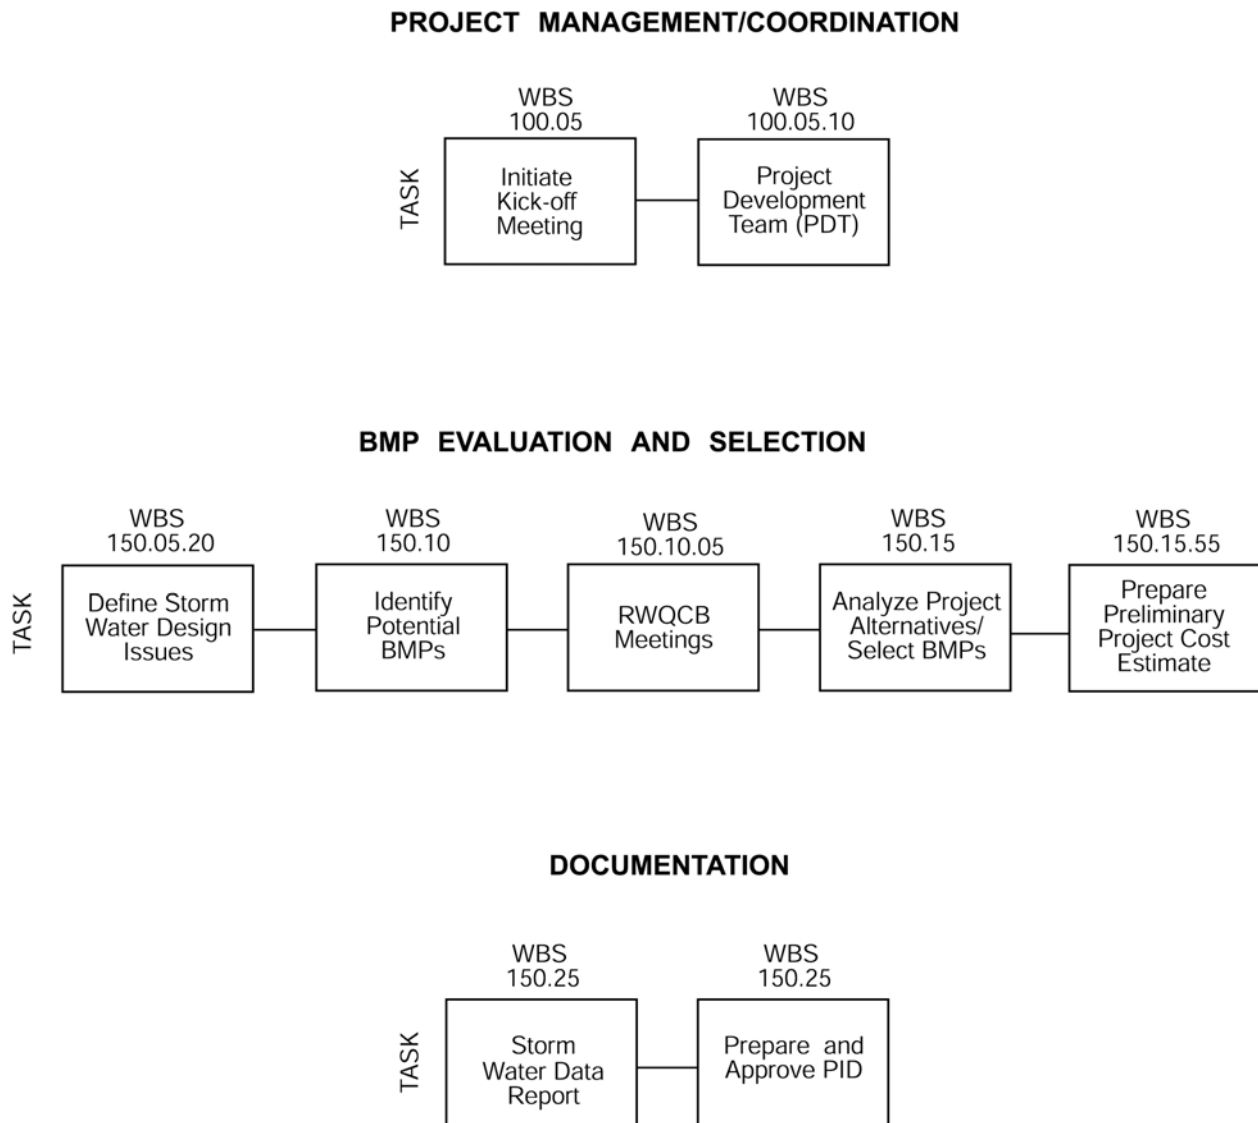 PROJECT MANAGEMENT/COORDINATION
WBS
100.05
WBS
100.05.10
TASK
Initiate
Kick-off
Meeting
Project
Development
Team (PDT)
BMP EVALUATION AND SELECTION
WBS
150.05.20
WBS
150.10
WBS
150.10.05
WBS
150.15
WBS
150.15.55
TASK
Define Storm
Water Design
Issues
Identify
Potential
BMPs
RWQCB
Meetings
Analyze Project
Alternatives/
Select BMPs
Prepare
Preliminary
Project Cost
Estimate
DOCUMENTATION
WBS
150.25
WBS
150.25
TASK
Storm
Water Data
Report
Prepare and
Approve PID